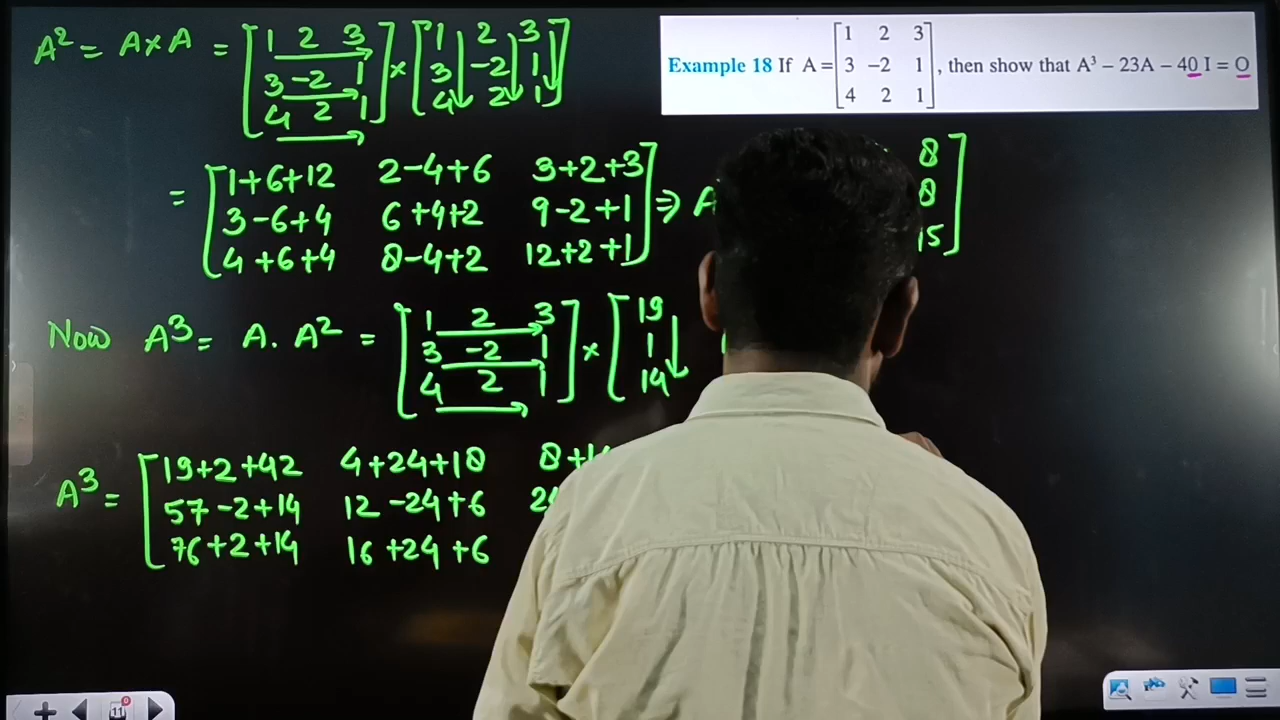 A² = A×A = [1 2 3 3 -2 1 4 2 1] × [1 2 3 3 -2 1 4 2 1]
Example 18 If A = [1 2 3 3 –2 1 4 2 1], then show that A³ – 23A – 40 I = O
= [1+6+12 2-4+6 3+2+3
3-6+4 6+4+2 9-2+1
4+6+4 8-4+2 12+2+1] ⇒ A
8
8
15]
Now A³ = A. A² = [1 2 3 3 -2 1 4 2 1] × [19 1 14
A³ = [19+2+42 4+24+18
57-2+14 12-24+6
76+2+14 16+24+6
11